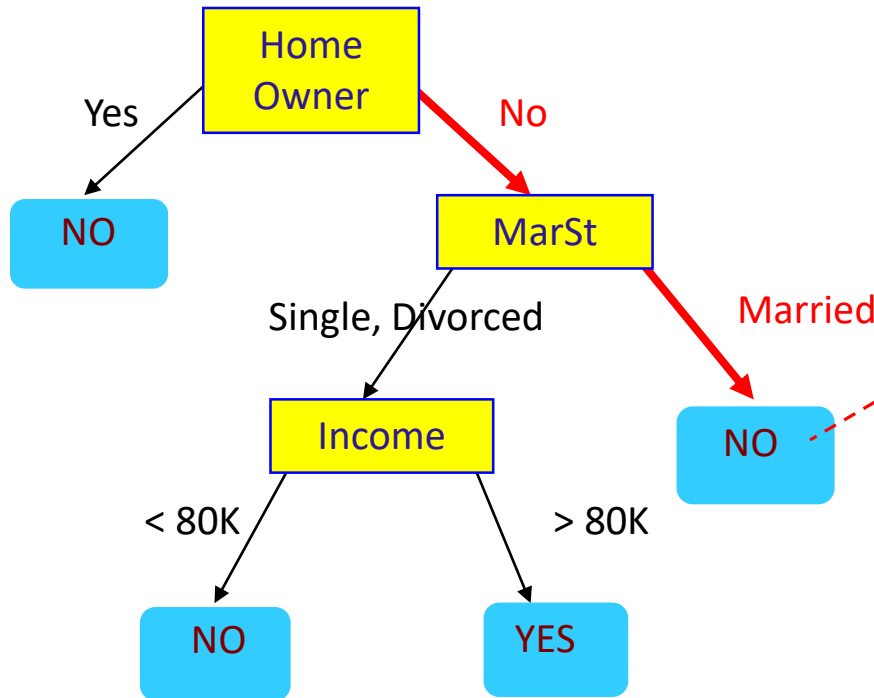 Home
Owner
Yes
No
NO
MarSt
Single, Divorced
Married
Income
NO
< 80K
> 80K
NO
YES